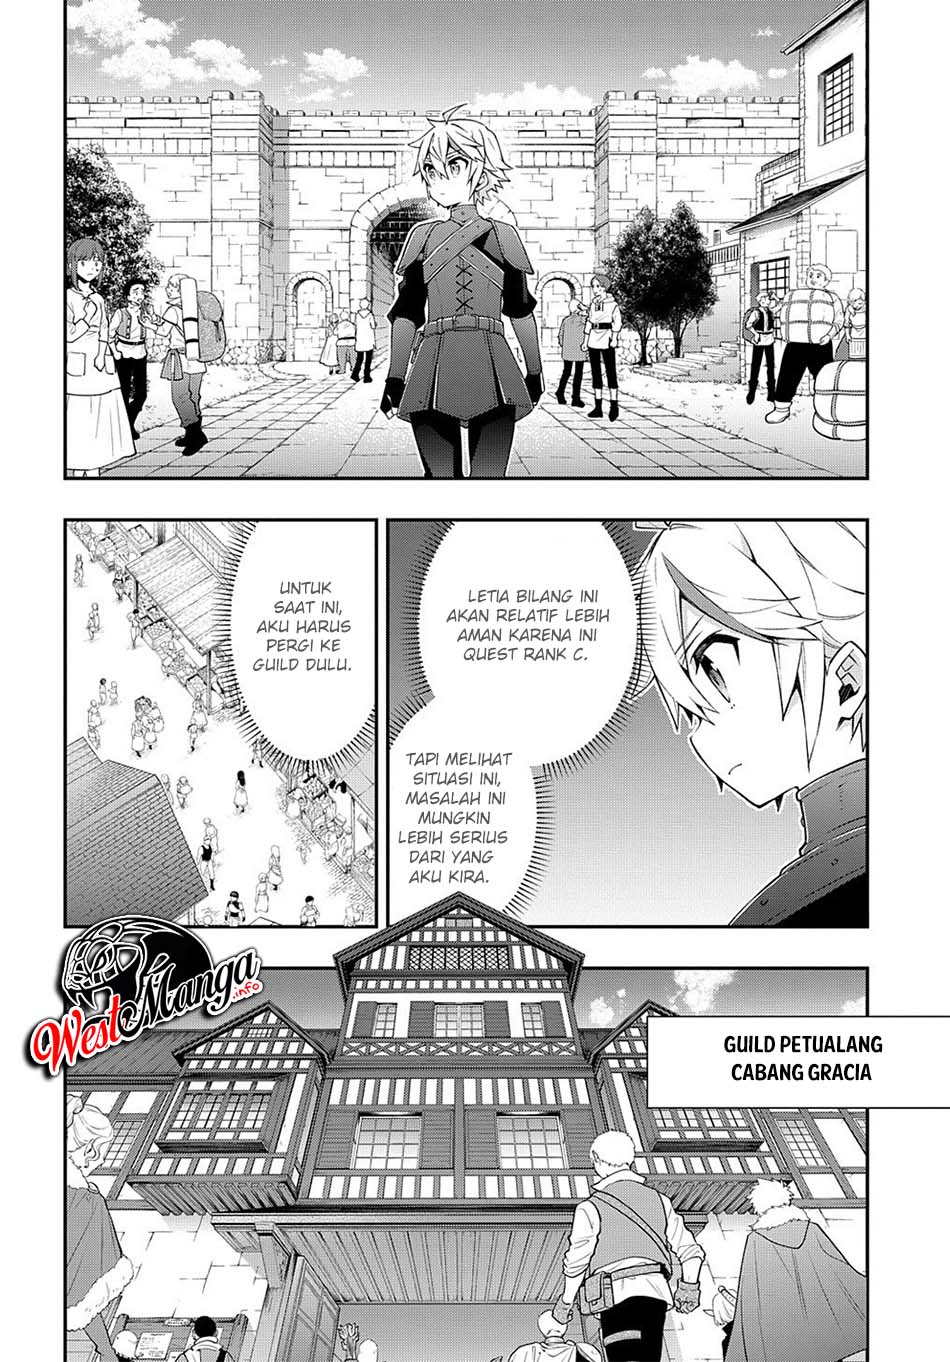 LETIA BILANG INI
AKAN RELATIF LEBIH
AMAN KARENA INI
QUEST RANK C.
TAPI MELIHAT
SITUASI INI,
MASALAH INI
MUNGKIN
LEBIH SERIUS
DARI YANG
AKU KIRA.
UNTUK
SAAT INI,
AKU HARUS
PERGI KE
GUILD DULU.
WestManga
.info
GUILD PETUALANG
CABANG GRACIA